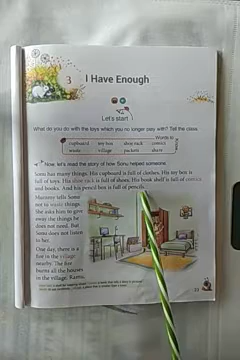 3
I Have Enough
Let's start
What do you do with the toys which you no longer play with? Tell the class.
Words to
cupboard toy box shoe rack comics
waste village packets share
Now, let's read the story of how Sonu helped someone.
Sonu has many things. His cupboard is full of clothes. His toy box is
full of toys. His shoe rack is full of shoes. His book shelf is full of comics
and books. And his pencil box is full of pencils.
Mummy tells Sonu
not to waste things.
She asks him to give
away the things he
does not need. But
Sonu does not listen
to her.
One day, there is a
fire in the village
nearby. The fire
burns all the houses
in the village.